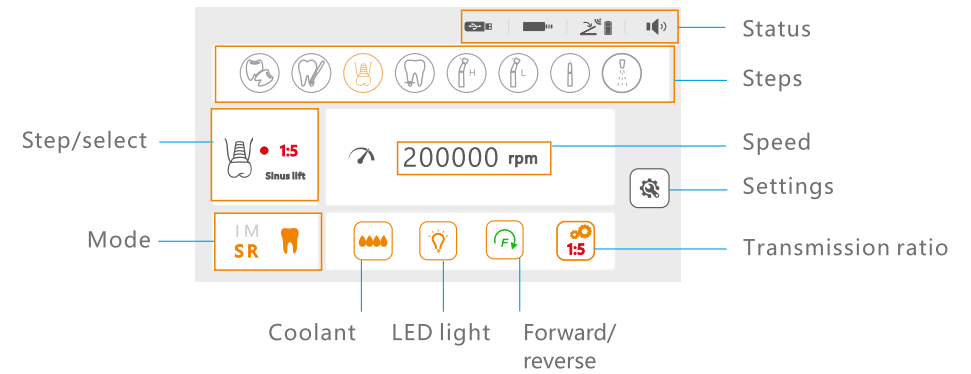 Status
Steps
H
L
Step/select
1:5
Sinus lift
200000 rpm
Speed
Settings
Mode
IM
SR
F
1:5
Transmission ratio
Coolant
LED light
Forward/
reverse